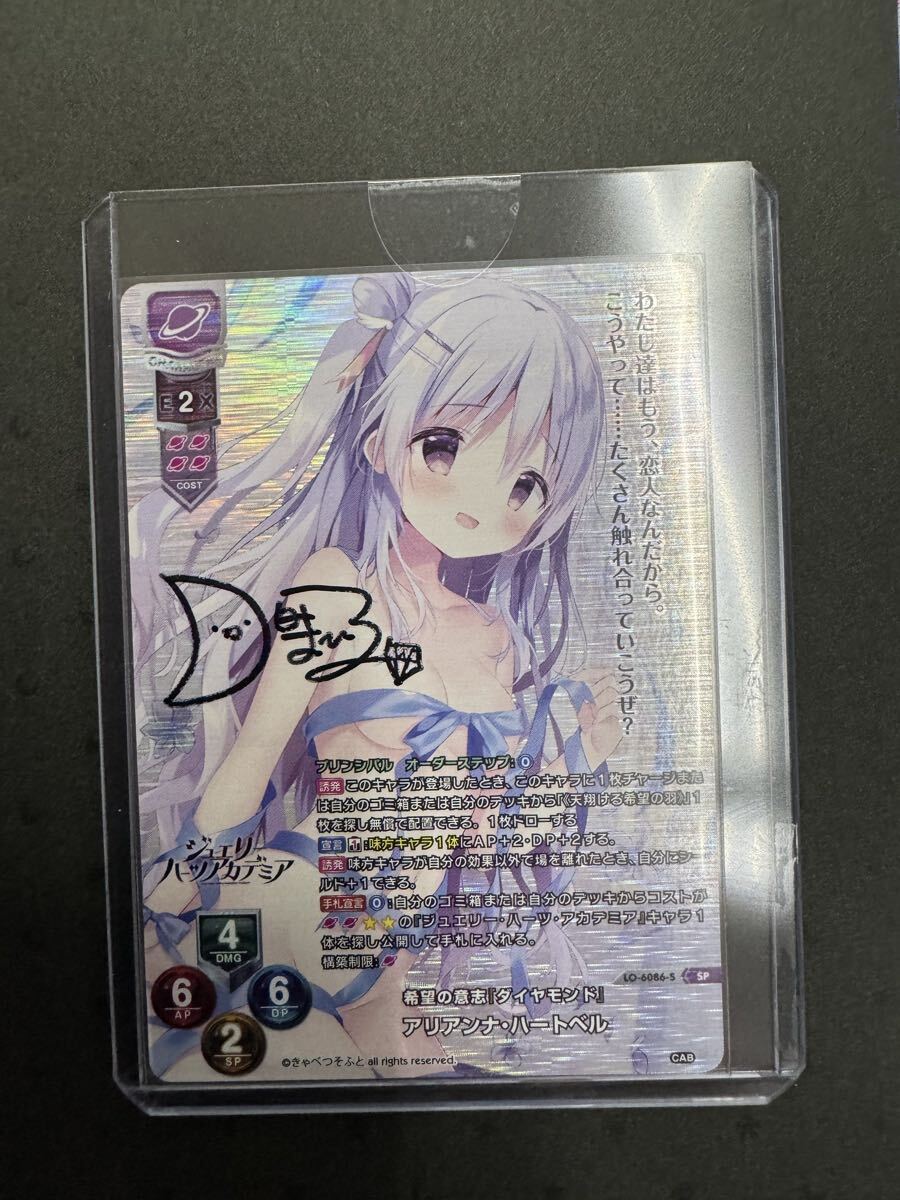 わたし達はもう、恋人なんだから。
こうやって……たくさん触れ合っていこうぜ?
E 2 X
COST
プリンシパル オーダーステップ:0
誘発 このキャラが登場したとき、このキャラに1枚チャージまた
は自分のゴミ箱または自分のデッキから「《天翔ける希望の羽》」1
枚を探し無償で配置できる。1枚ドローする
宣言 :味方キャラ1体にAP+2・DP+2する。
誘発 味方キャラが自分の効果以外で場を離れたとき、自分にシー
ルド+1できる。
手札宣言 0:自分のゴミ箱または自分のデッキからコストが
★★の『ジュエリー・ハーツ・アカデミア』キャラ1
体を探し公開して手札に入れる。
構築制限:
ジュエリー
ハーツアカデミア
4
DMG
6
AP
6
DP
2
SP
LO-6086-S SP
希望の意志『ダイヤモンド』
アリアンナ・ハートベル
©きゃべつそふと all rights reserved.
CAB